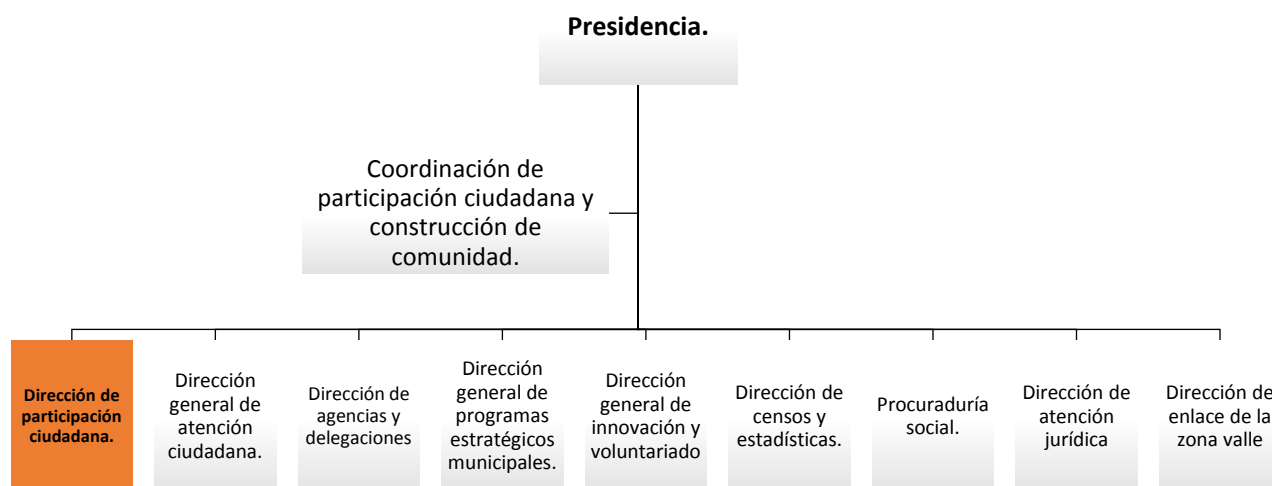 Presidencia.
Coordinación de
participación ciudadana y
construcción de
comunidad.
Dirección de
participación
ciudadana.
Dirección
general de
atención
ciudadana.
Dirección de
agencias y
delegaciones
Dirección
general de
programas
estratégicos
municipales.
Dirección
general de
innovación y
voluntariado
Dirección de
censos y
estadísticas.
Procuraduría
social.
Dirección de
atención
jurídica
Dirección de
enlace de la
zona valle